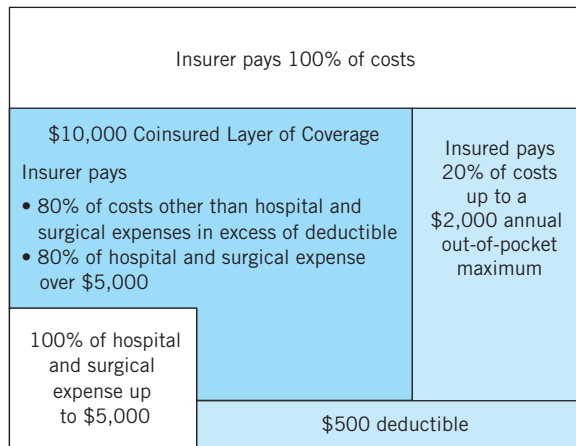 Insurer pays 100% of costs
$10,000 Coinsured Layer of Coverage
Insurer pays
• 80% of costs other than hospital and
surgical expenses in excess of deductible
• 80% of hospital and surgical expense
over $5,000
Insured pays
20% of costs
up to a
$2,000 annual
out-of-pocket
maximum
100% of hospital
and surgical
expense up
to $5,000
$500 deductible